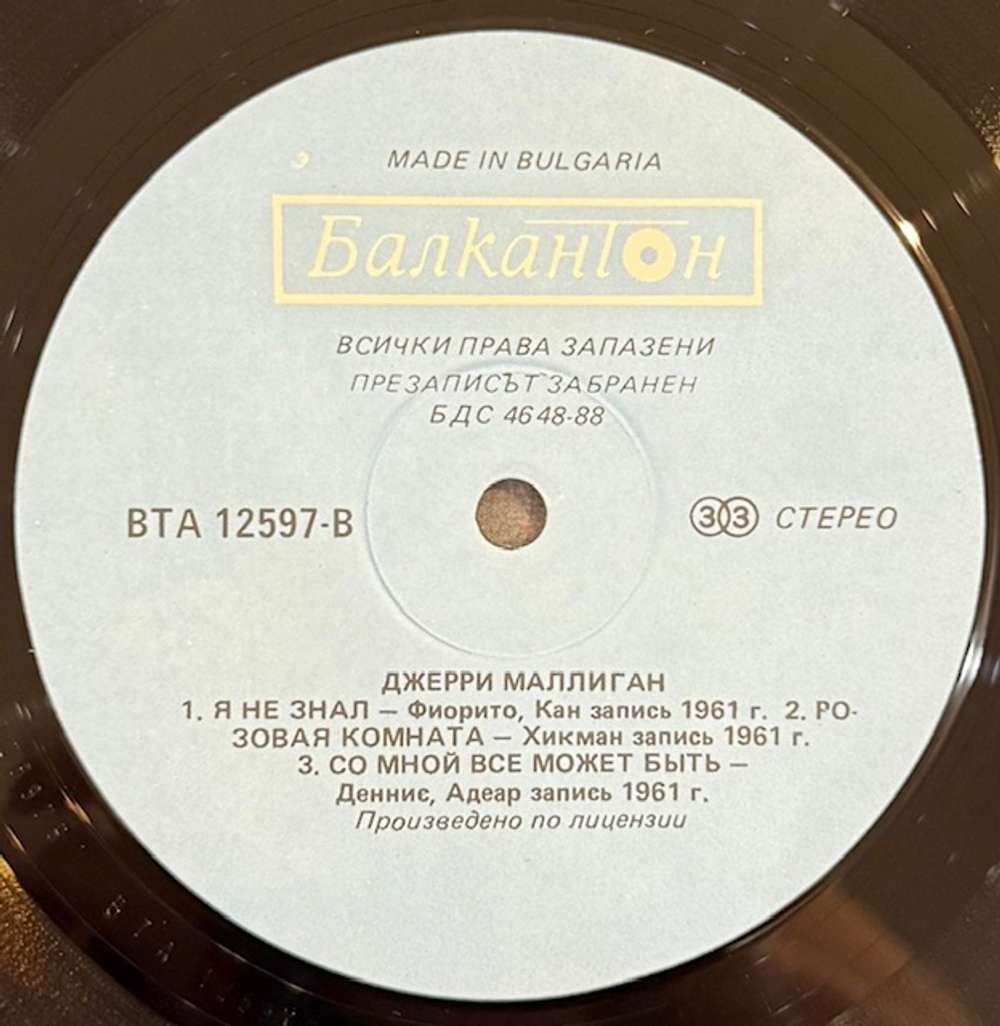 MADE IN BULGARIA
Балкантон
ВСИЧКИ ПРАВА ЗАПАЗЕНИ
ПРЕЗАПИСЪТ ЗАБРАНЕН
БДС 4648-88
ВТА 12597-В
33 СТЕРЕО
ДЖЕРРИ МАЛЛИГАН
1. Я НЕ ЗНАЛ — Фиорито, Кан запись 1961 г. 2. РО-
ЗОВАЯ КОМНАТА — Хикман запись 1961 г.
3. СО МНОЙ ВСЕ МОЖЕТ БЫТЬ —
Деннис, Адеар запись 1961 г.
Произведено по лицензии